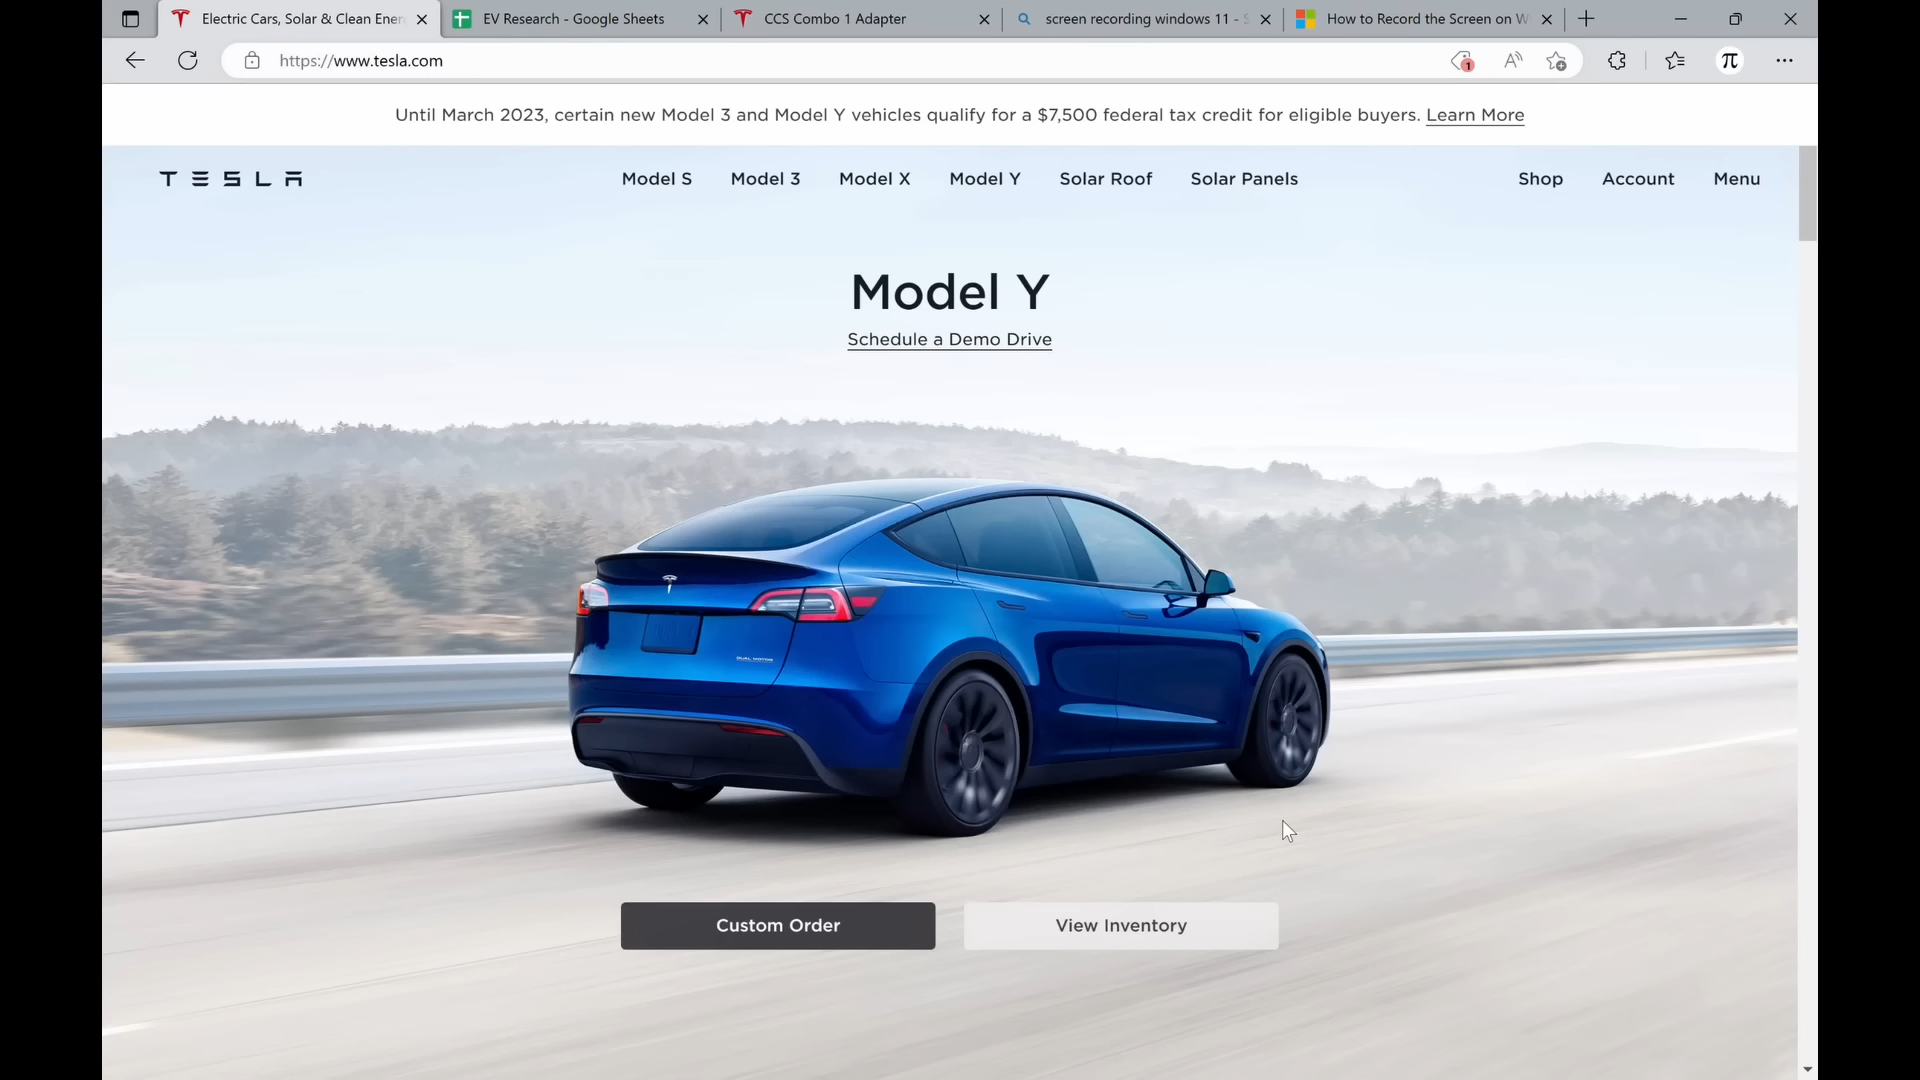 Electric Cars, Solar & Clean Ener
EV Research - Google Sheets
CCS Combo 1 Adapter
screen recording windows 11 - S
How to Record the Screen on W
https://www.tesla.com
1
π
Until March 2023, certain new Model 3 and Model Y vehicles qualify for a $7,500 federal tax credit for eligible buyers. Learn More
TESLA
Model S
Model 3
Model X
Model Y
Solar Roof
Solar Panels
Shop
Account
Menu
Model Y
Schedule a Demo Drive
DUAL MOTOR
Custom Order
View Inventory